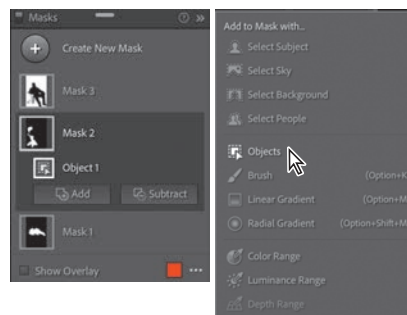 Masks
Create New Mask
Mask 3
Mask 2
Object 1
Add
Subtract
Mask 1
Show Overlay
Add to Mask with...
Select Subject
Select Sky
Select Background
Select People
Objects
Brush (Option+K
Linear Gradient (Option+M
Radial Gradient (Option+Shift+M
Color Range
Luminance Range
Depth Range